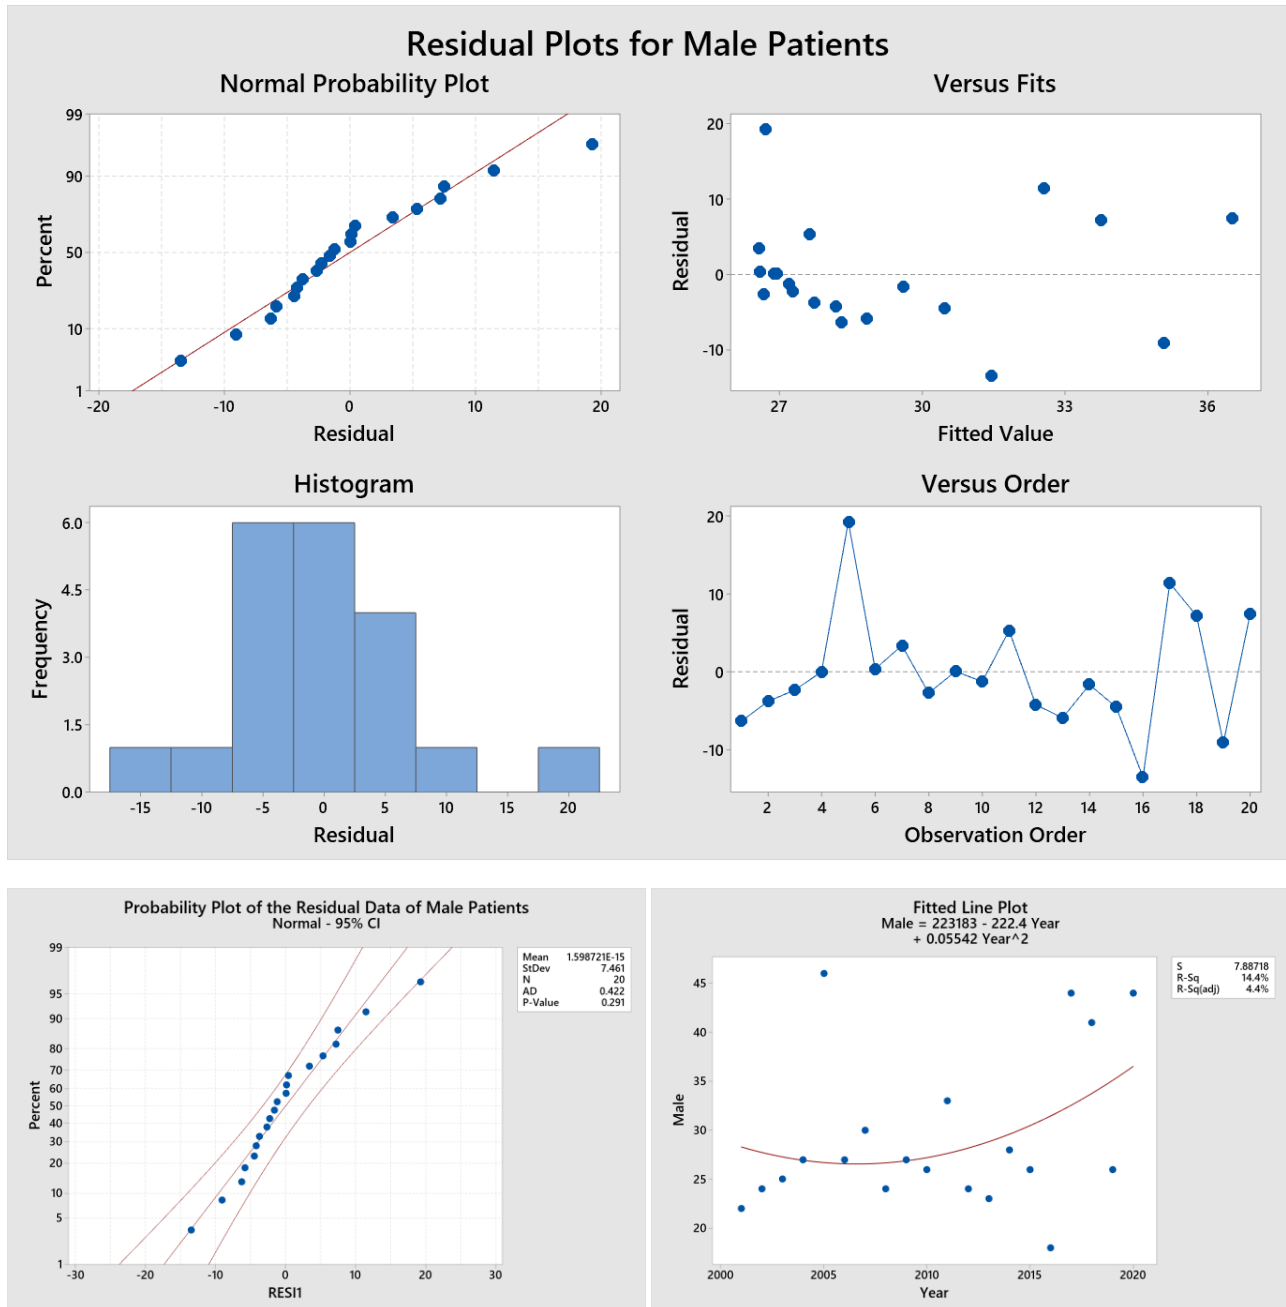 Residual Plots for Male Patients
Normal Probability Plot
Versus Fits
99
90
50
10
1
Percent
-20 -10 0 10 20
Residual
20
10
0
-10
Residual
27 30 33 36
Fitted Value
Histogram
Versus Order
6.0
4.5
3.0
1.5
0.0
Frequency
-15 -10 -5 0 5 10 15 20
Residual
20
10
0
-10
Residual
2 4 6 8 10 12 14 16 18 20
Observation Order
Probability Plot of the Residual Data of Male Patients
Normal - 95% CI
99
95
90
80
70
60
50
40
30
20
10
5
1
Percent
-30 -20 -10 0 10 20 30
RESI1
Mean 1.598721E-15
StDev 7.461
N 20
AD 0.422
P-Value 0.291
Fitted Line Plot
Male = 223183 - 222.4 Year
+ 0.05542 Year^2
45
40
35
30
25
20
Male
2000 2005 2010 2015 2020
Year
S 7.88718
R-Sq 14.4%
R-Sq(adj) 4.4%